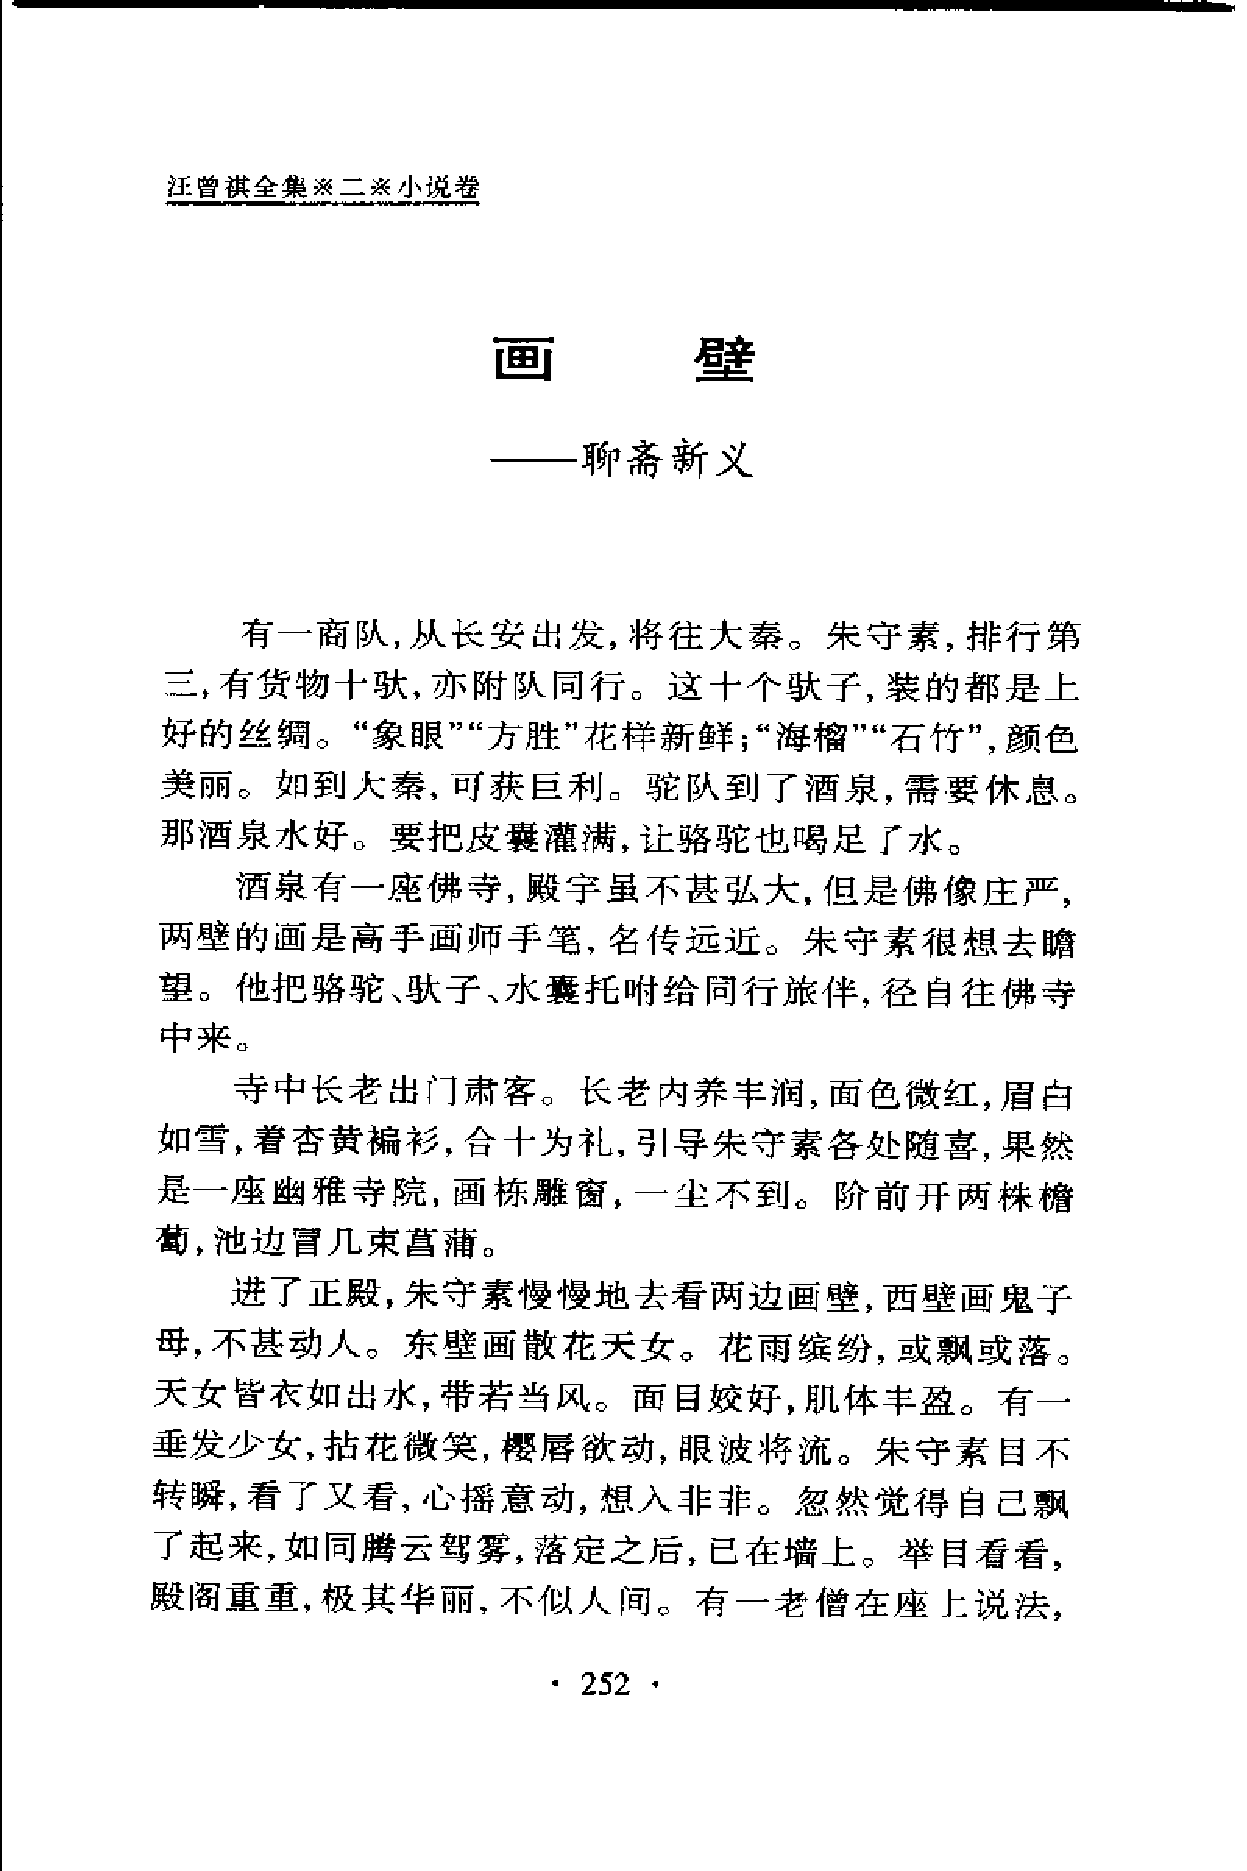 汪曾祺全集※二※小说卷
画 壁
——聊斋新义
有一商队,从长安出发,将往大秦。朱守素,排行第
三,有货物十驮,亦附队同行。这十个驮子,装的都是上
好的丝绸。“象眼”“方胜”花样新鲜;“海榴”“石竹”,颜色
美丽。如到大秦,可获巨利。驼队到了酒泉,需要休息。
那酒泉水好。要把皮囊灌满,让骆驼也喝足了水。
酒泉有一座佛寺,殿宇虽不甚弘大,但是佛像庄严,
两壁的画是高手画师手笔,名传远近。朱守素很想去瞻
望。他把骆驼、驮子、水囊托咐给同行旅伴,径自往佛寺
中来。
寺中长老出门肃客。长老内养丰润,面色微红,眉白
如雪,着杏黄褊衫,合十为礼,引导朱守素各处随喜,果然
是一座幽雅寺院,画栋雕窗,一尘不到。阶前开两株檐
蔔,池边冒几束菖蒲。
进了正殿,朱守素慢慢地去看两边画壁,西壁画鬼子
母,不甚动人。东壁画散花天女。花雨缤纷,或飘或落。
天女皆衣如出水,带若当风。面目姣好,肌体丰盈。有一
垂发少女,拈花微笑,樱唇欲动,眼波将流。朱守素目不
转瞬,看了又看,心摇意动,想入非非。忽然觉得自己飘
了起来,如同腾云驾雾,落定之后,已在墙上。举目看看,
殿阁重重,极其华丽,不似人间。有一老僧在座上说法,
· 252 ·